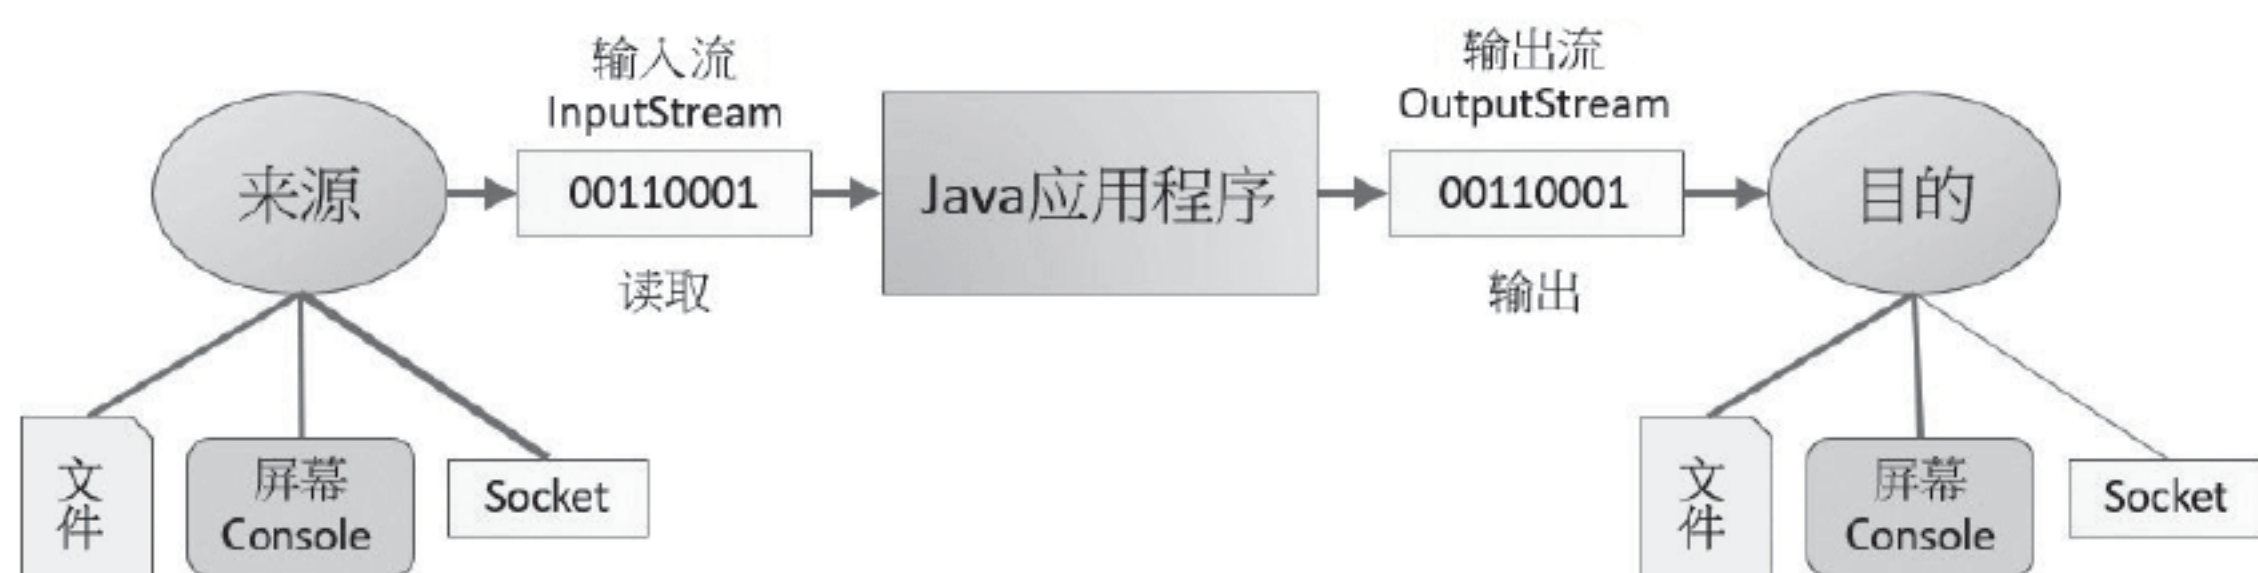 输入流
InputStream
输出流
OutputStream
来源
00110001
Java应用程序
00110001
目的
读取
输出
文
件
屏幕
Console
Socket
文
件
屏幕
Console
Socket